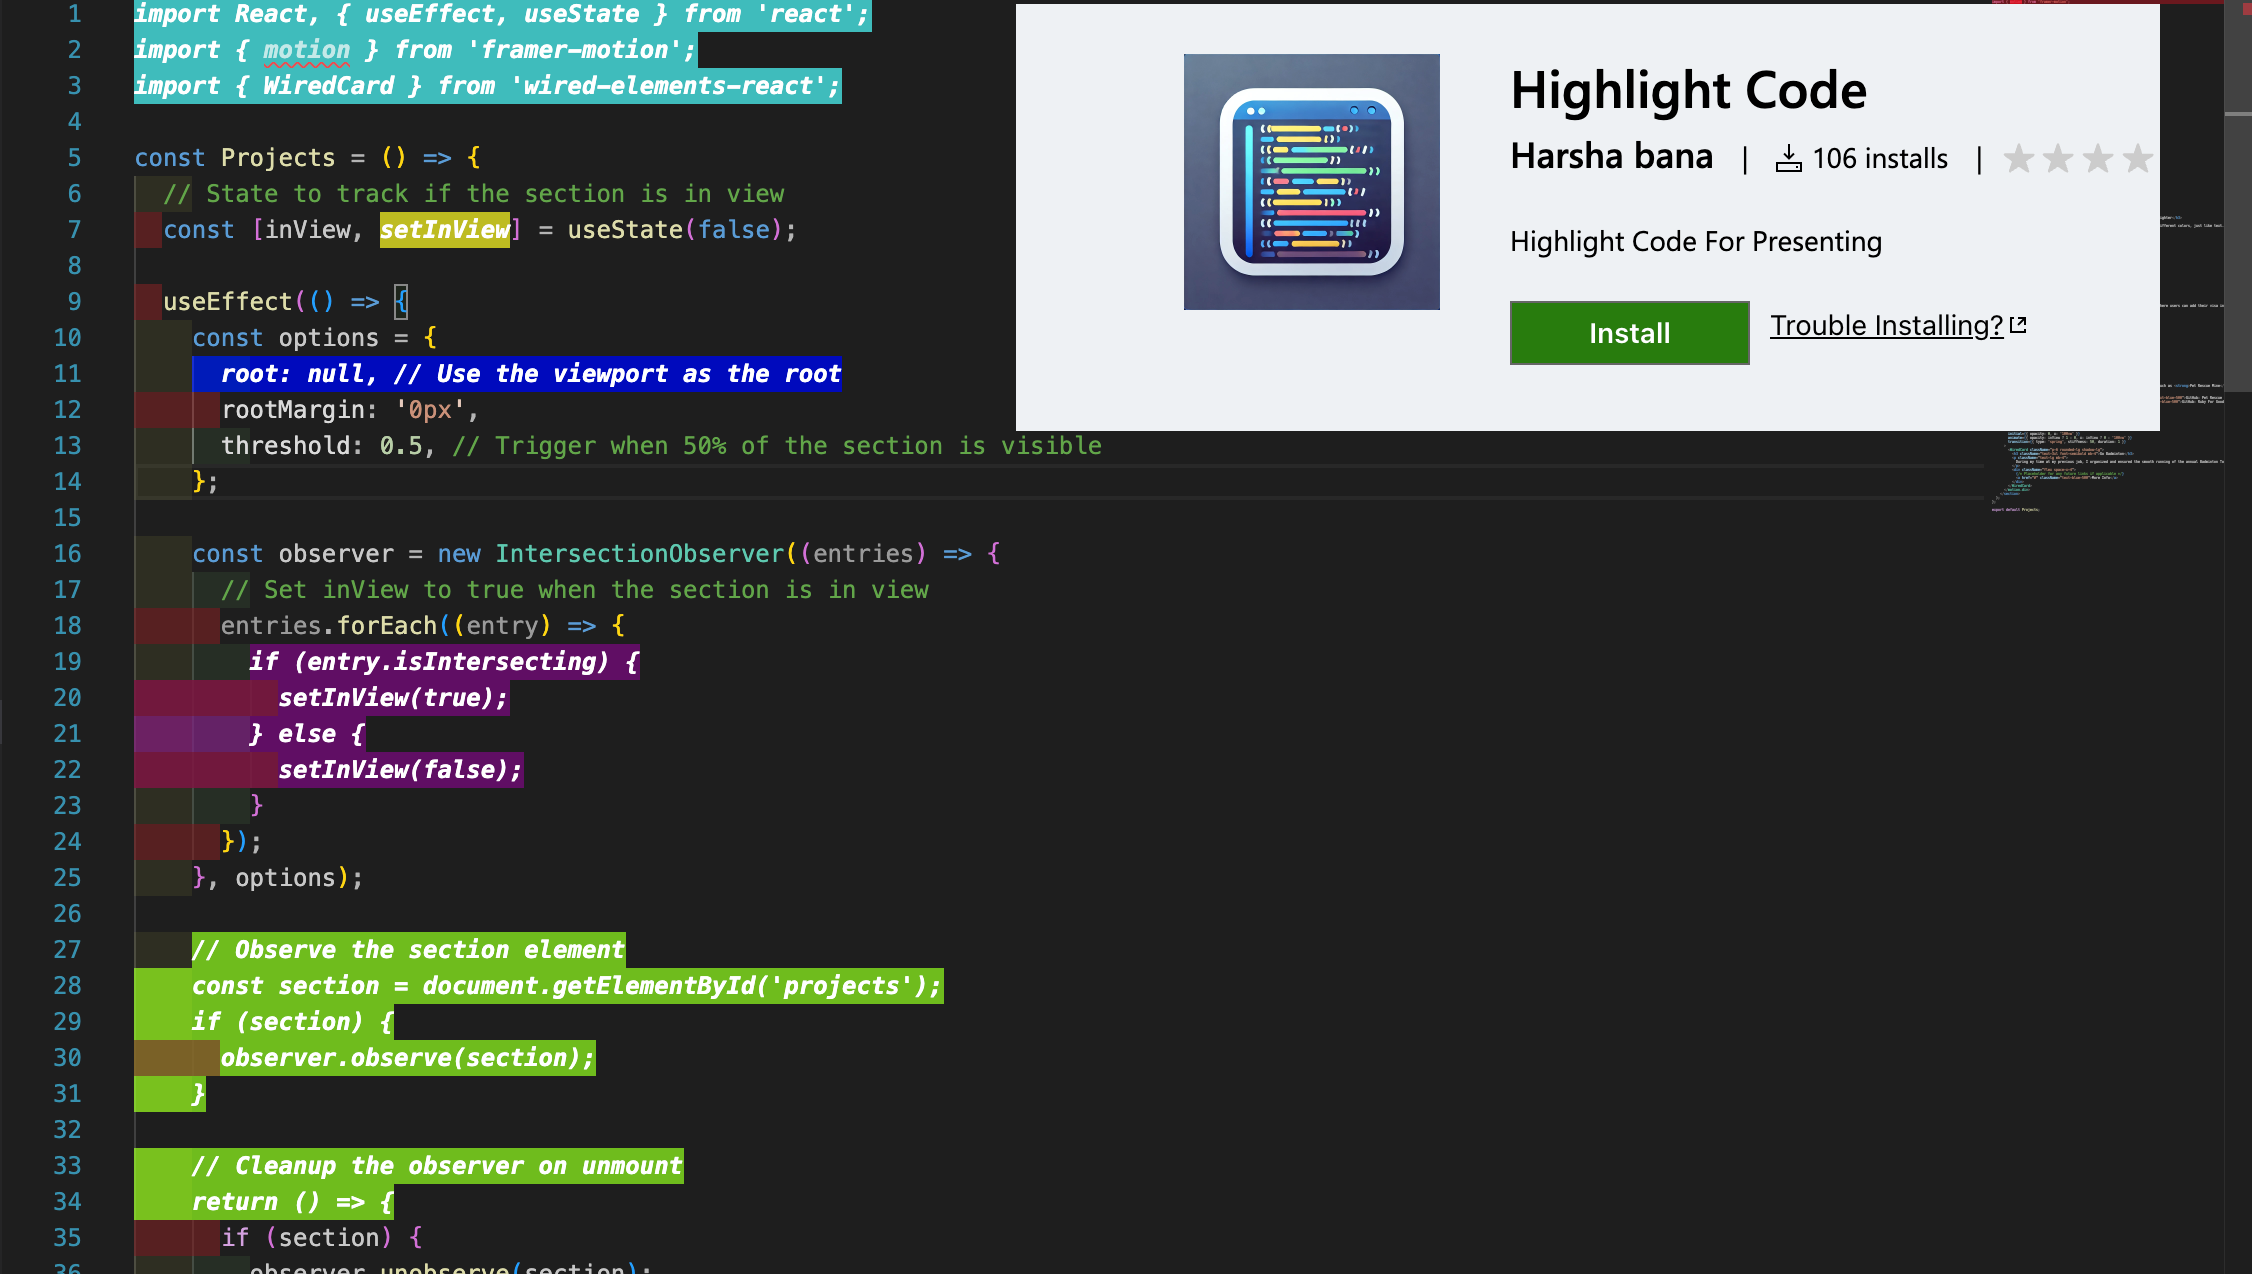 1 import React, { useEffect, useState } from 'react';
2 import { motion } from 'framer-motion';
3 import { WiredCard } from 'wired-elements-react';
4
5 const Projects = () => {
6 // State to track if the section is in view
7 const [inView, setInView] = useState(false);
8
9 useEffect(() => {
10 const options = {
11 root: null, // Use the viewport as the root
12 rootMargin: '0px',
13 threshold: 0.5, // Trigger when 50% of the section is visible
14 };
15
16 const observer = new IntersectionObserver((entries) => {
17 // Set inView to true when the section is in view
18 entries.forEach((entry) => {
19 if (entry.isIntersecting) {
20 setInView(true);
21 } else {
22 setInView(false);
23 }
24 });
25 }, options);
26
27 // Observe the section element
28 const section = document.getElementById('projects');
29 if (section) {
30 observer.observe(section);
31 }
32
33 // Cleanup the observer on unmount
34 return () => {
35 if (section) {
36 observer.unobserve(section);
Highlight Code
Harsha bana | 106 installs |
Highlight Code For Presenting
Install Trouble Installing?